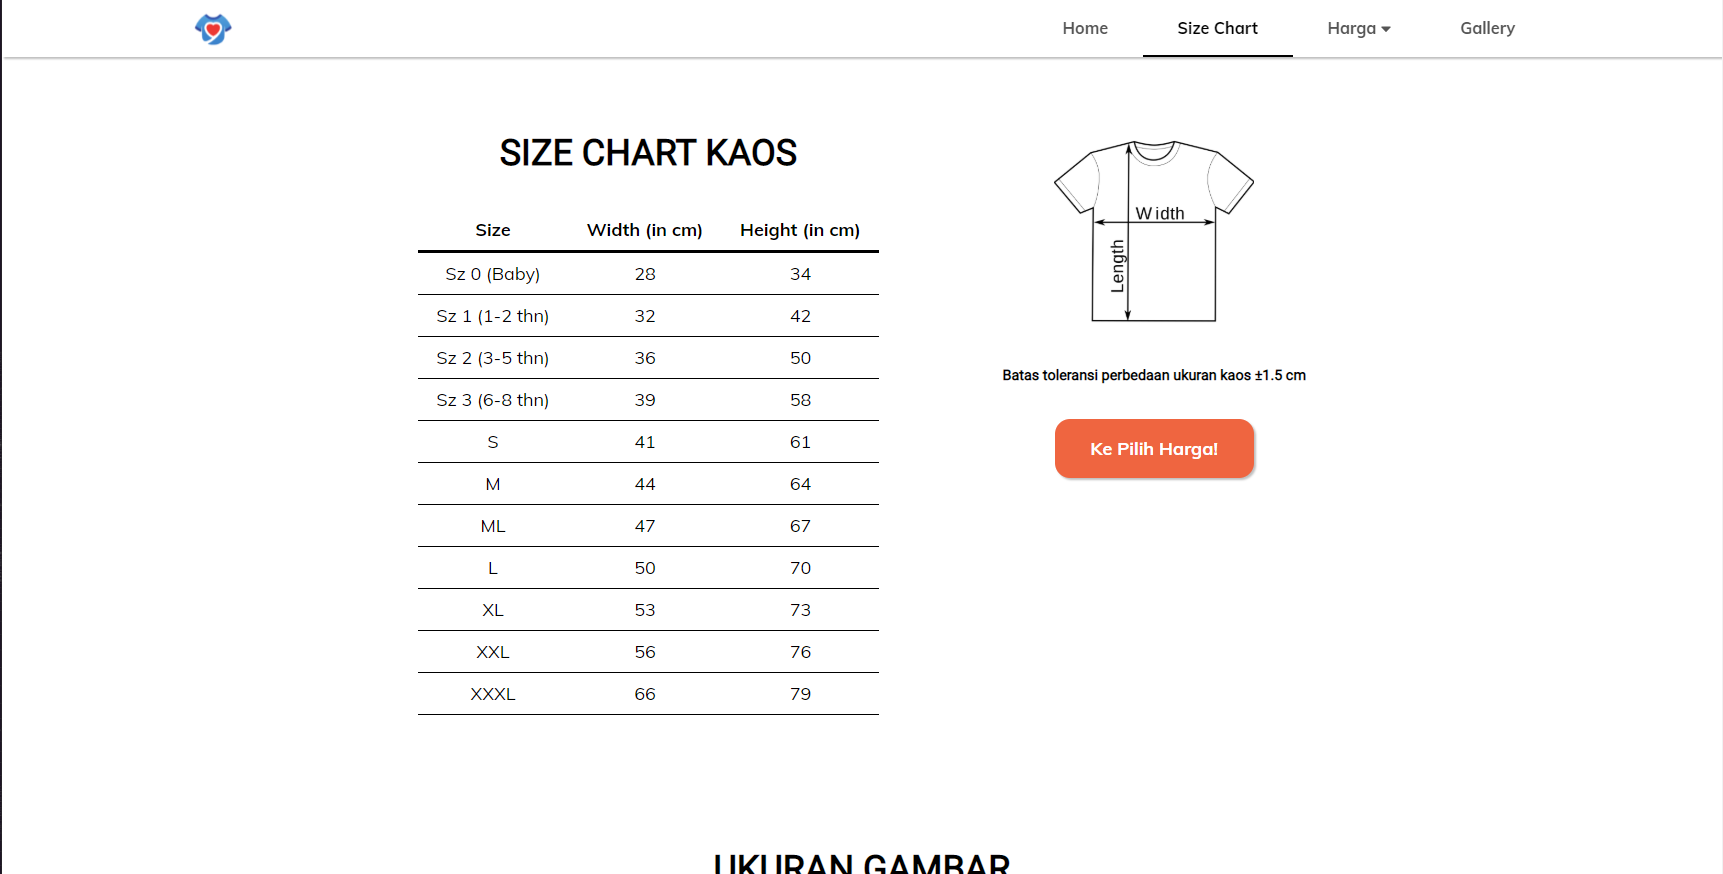 Home Size Chart Harga Gallery
SIZE CHART KAOS
Size Width (in cm) Height (in cm)
Sz 0 (Baby) 28 34
Sz 1 (1-2 thn) 32 42
Sz 2 (3-5 thn) 36 50
Sz 3 (6-8 thn) 39 58
S 41 61
M 44 64
ML 47 67
L 50 70
XL 53 73
XXL 56 76
XXXL 66 79
Width
Length
Batas toleransi perbedaan ukuran kaos ±1.5 cm
Ke Pilih Harga!
UKURAN GAMBAR